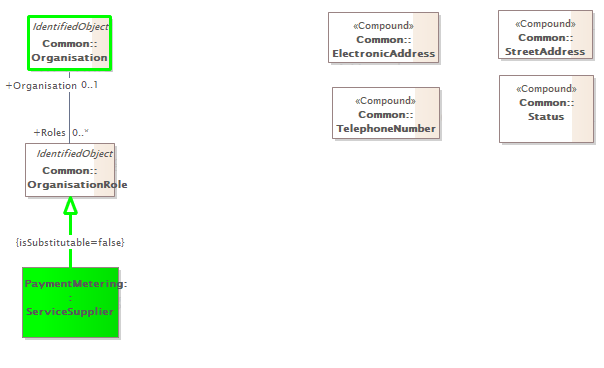 IdentifiedObject
Common::
Organisation
+Organisation 0..1
+Roles 0..*
IdentifiedObject
Common::
OrganisationRole
{isSubstitutable=false}
PaymentMetering:
:
ServiceSupplier
«Compound»
Common::
ElectronicAddress
«Compound»
Common::
StreetAddress
«Compound»
Common::
TelephoneNumber
«Compound»
Common::
Status